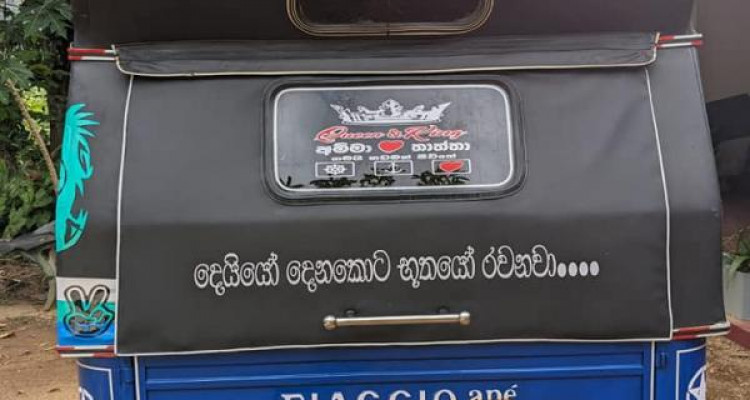 Queen & King
අම්මා තාත්තා
දෙයියෝ දෙනකොට භූතයෝ රවනවා....
PIAGGIO apé